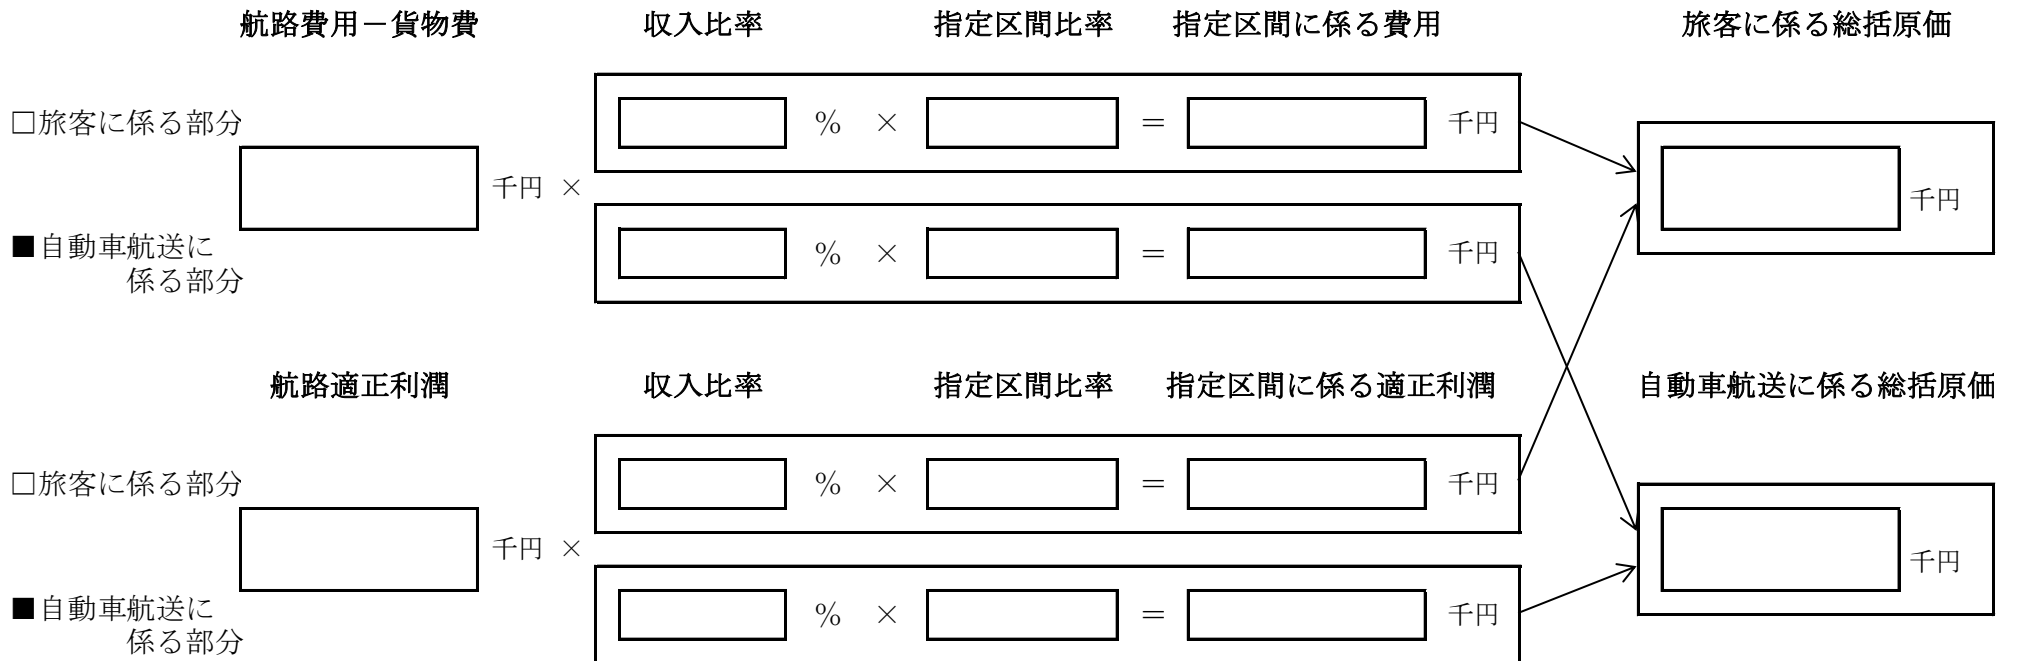 航路費用－貨物費 収入比率 指定区間比率 指定区間に係る費用 旅客に係る総括原価
□旅客に係る部分 % × = 千円
千円 × 千円
■自動車航送に % × = 千円
係る部分
航路適正利潤 収入比率 指定区間比率 指定区間に係る適正利潤 自動車航送に係る総括原価
□旅客に係る部分 % × = 千円
千円 × 千円
■自動車航送に % × = 千円
係る部分